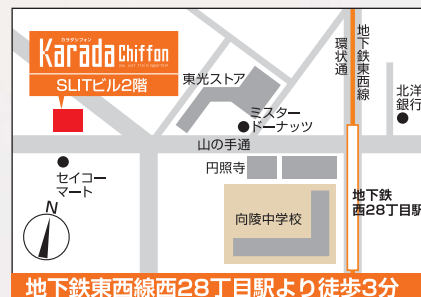 カラダシフォン
Karada Chiffon
SLITビル2階
東光ストア
環状通
地下鉄東西線
北洋
銀行
ミスター
ドーナッツ
山の手通
セイコー
マート
円照寺
N
向陵中学校
地下鉄
西28丁目駅
地下鉄東西線西28丁目駅より徒歩3分